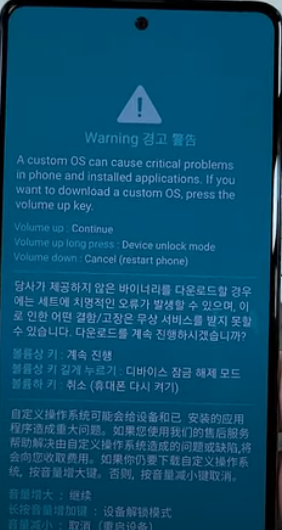 Warning 경고 警告
A custom OS can cause critical problems
in phone and installed applications. If you
want to download a custom OS, press the
volume up key.
Volume up : Continue
Volume up long press : Device unlock mode
Volume down : Cancel (restart phone)
당사가 제공하지 않은 바이너리를 다운로드할 경우
에는 세트에 치명적인 오류가 발생할 수 있으며, 이
로 인한 어떤 결함/고장은 무상 서비스를 받지 못할
수 있습니다. 다운로드를 계속 진행하시겠습니까?
볼륨상 키 : 계속 진행
볼륨상 키 길게 누르기 : 디바이스 잠금 해제 모드
볼륨하 키 : 취소 (휴대폰 다시 켜기)
自定义操作系统可能会给设备和已 安装的应用
程序造成重大问题。如果您使用我们的售后服务
帮助解决由自定义操作系统造成的问题或缺陷,将
会向您收取费用。如果你仍要下载自定义操作系
统, 按音量增大键。否则, 按音量减小键取消。
音量增大 : 继续
长按音量增加键 : 设备解锁模式
音量减小 : 取消 (重启设备)